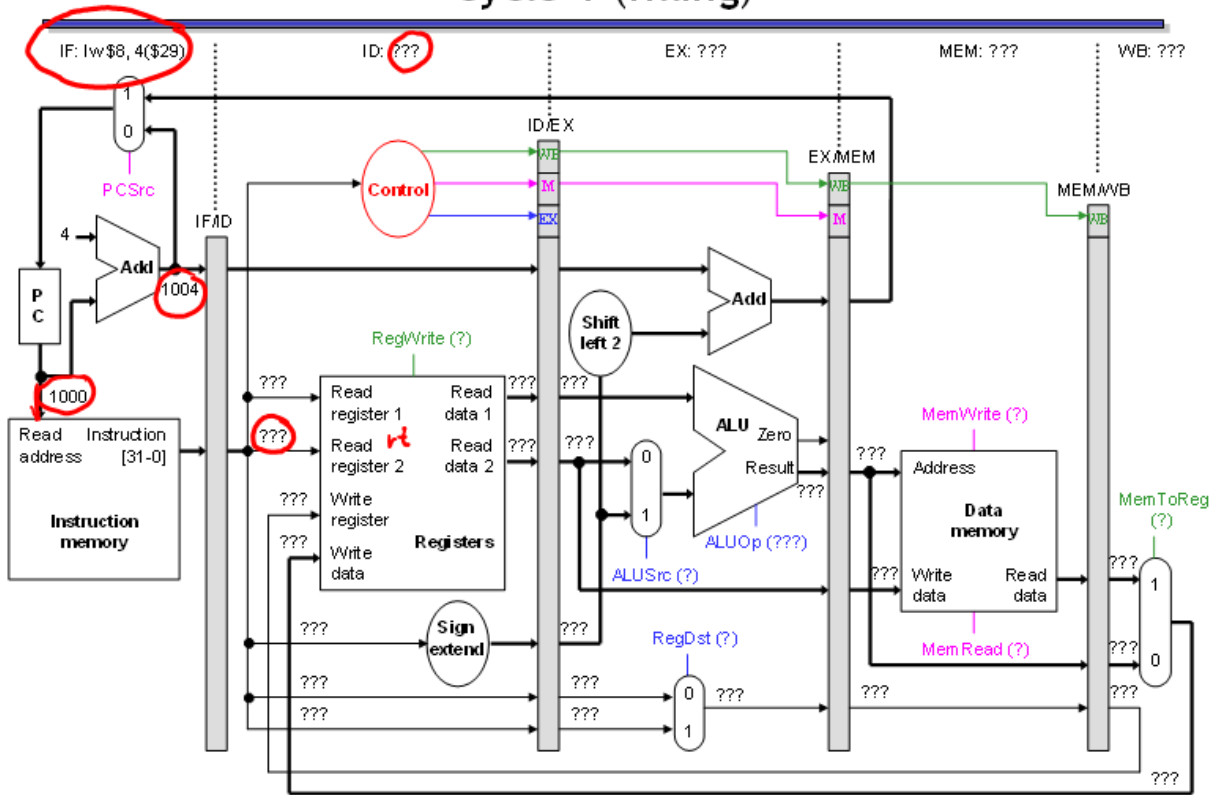 IF: lw $8, 4($29)
ID: ???
EX: ???
MEM: ???
WB: ???
1
0
PCSrc
ID/EX
WB
M
EX
Control
EX/MEM
WB
M
MEM/WB
WB
IF/ID
4
Add
1004
P
C
1000
Add
Shift
left 2
RegWrite (?)
???
Read
register 1
Read
data 1
???
???
???
Read
register 2
rt
Read
data 2
???
???
???
Write
register
???
Write
data
Registers
Read
address
Instruction
[31-0]
Instruction
memory
0
1
ALU
Zero
Result
???
ALUOp (???)
ALUSrc (?)
MemWrite (?)
???
Address
Data
memory
???
Write
data
Read
data
MemRead (?)
MemToReg
(?)
???
1
???
0
???
Sign
extend
???
RegDst (?)
???
???
???
???
0
1
???
???
???
???